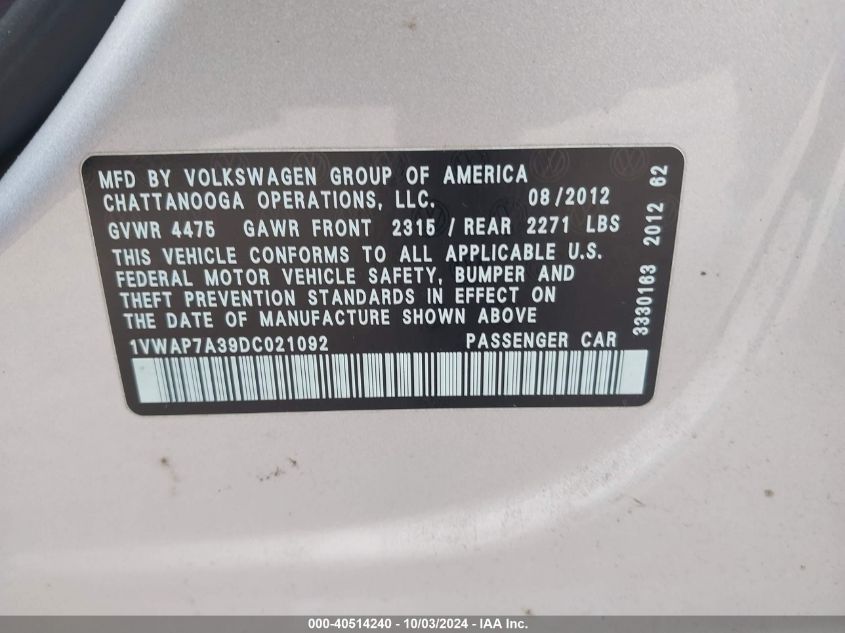 MFD BY VOLKSWAGEN GROUP OF AMERICA
CHATTANOOGA OPERATIONS, LLC. 08/2012
GVWR 4475 GAWR FRONT 2315 / REAR 2271 LBS
THIS VEHICLE CONFORMS TO ALL APPLICABLE U.S.
FEDERAL MOTOR VEHICLE SAFETY, BUMPER AND
THEFT PREVENTION STANDARDS IN EFFECT ON
THE DATE OF MANUFACTURE SHOWN ABOVE
1VWAP7A39DC021092 PASSENGER CAR
3330163 2012 62
000-40514240 - 10/03/2024 - IAA Inc.